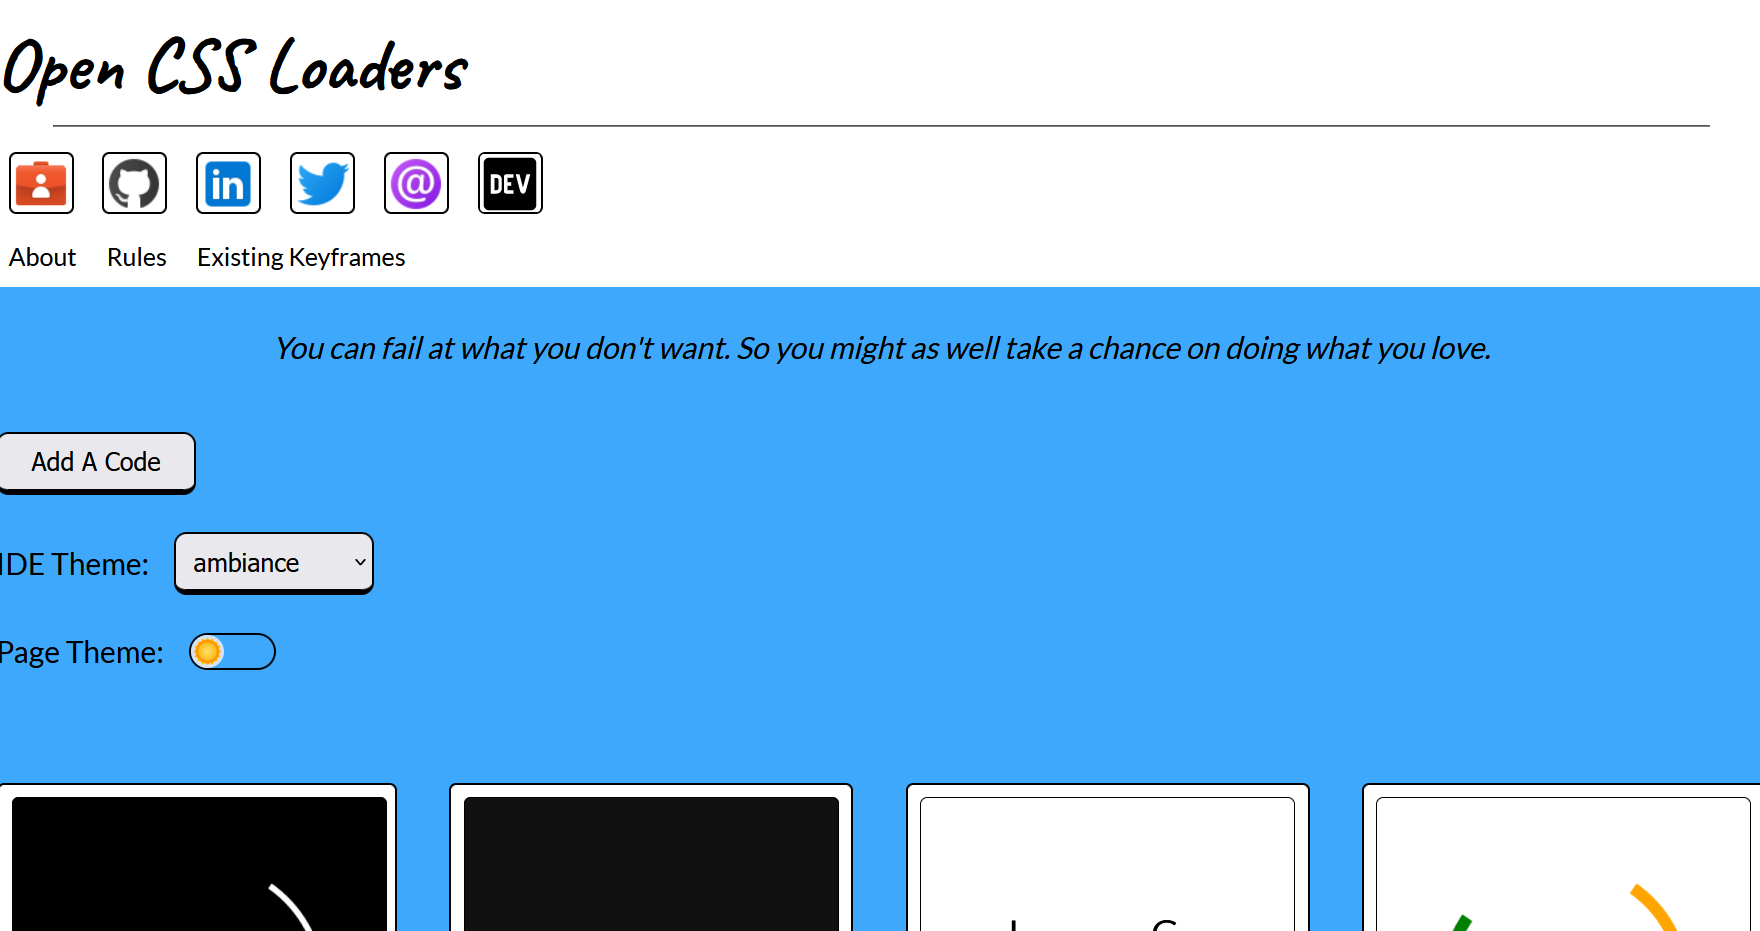 Open CSS Loaders
in @ DEV
About Rules Existing Keyframes
You can fail at what you don't want. So you might as well take a chance on doing what you love.
Add A Code
IDE Theme: ambiance
Page Theme: